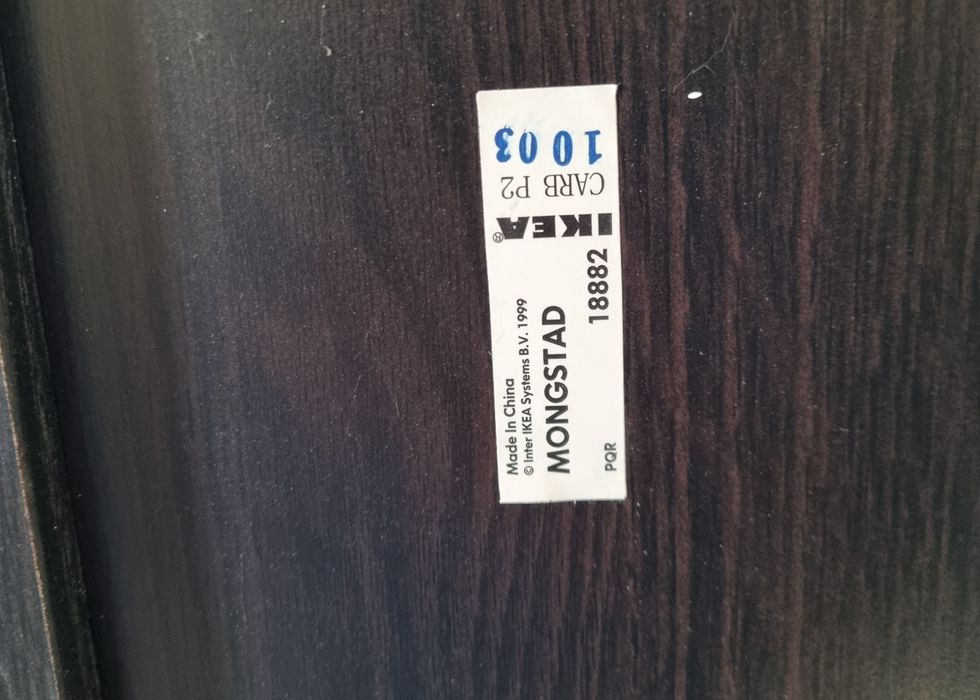 1003
CARB P2
IKEA®
18882
Made In China
© Inter IKEA Systems B.V. 1999
MONGSTAD
PQR